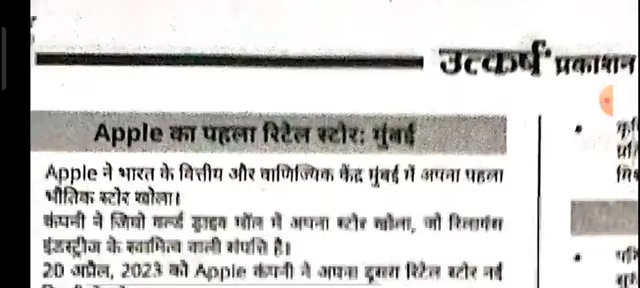 उत्कर्ष प्रकाशन
Apple का पहला रिटेल स्टोर: मुंबई
Apple ने भारत के वित्तीय और वाणिज्यिक केंद्र मुंबई में अपना पहला
भौतिक स्टोर खोला।
कंपनी ने जियो वर्ल्ड ड्राइव मॉल में अपना स्टोर खोला, जो रिलायंस
इंडस्ट्रीज के स्वामित्व वाली संपत्ति है।
20 अप्रैल, 2023 को Apple कंपनी ने अपना दूसरा रिटेल स्टोर नई